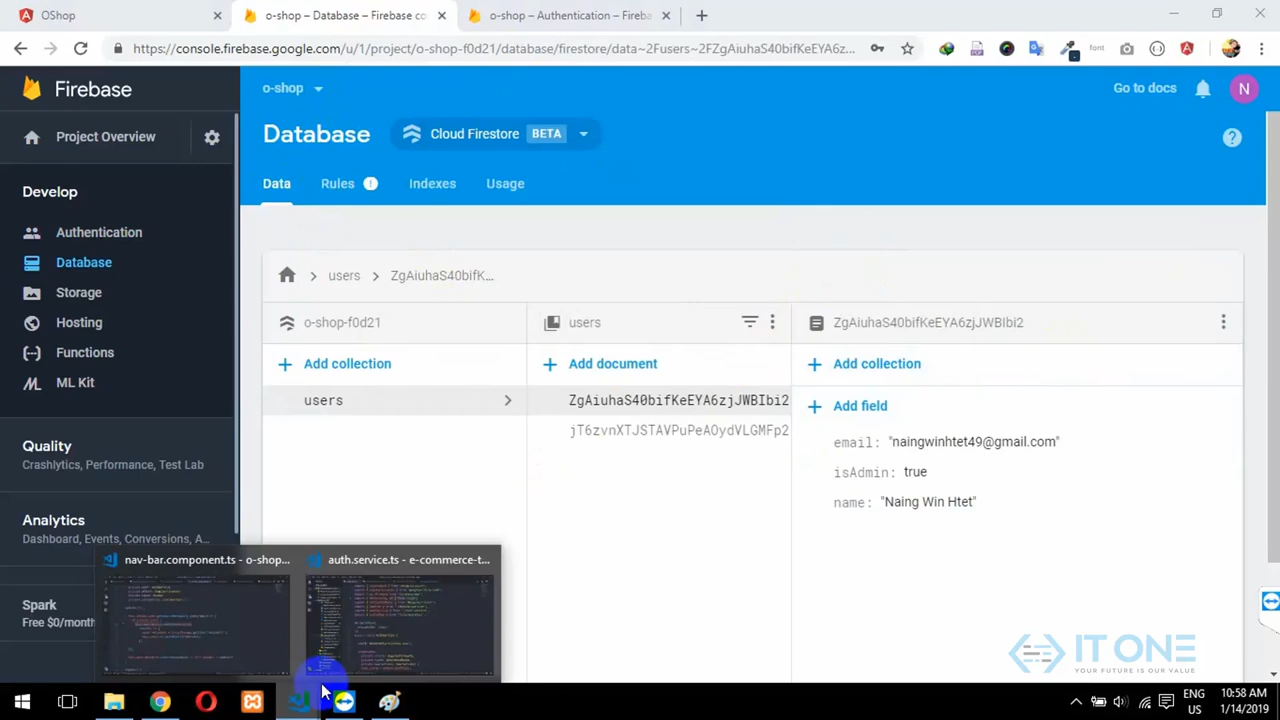 OShop
o-shop – Database – Firebase co
o-shop – Authentication – Fireba
https://console.firebase.google.com/u/1/project/o-shop-f0d21/database/firestore/data~2Fusers~2FZgAiuhaS40bifKeEYA6z...
font
Firebase
o-shop
Go to docs
N
Project Overview
Database
Cloud Firestore
BETA
?
Develop
Data
Rules
!
Indexes
Usage
Authentication
Database
Storage
Hosting
Functions
ML Kit
users
ZgAiuhaS40bifK...
o-shop-f0d21
users
ZgAiuhaS40bifKeEYA6zjJWBIbi2
Add collection
Add document
Add collection
users
ZgAiuhaS40bifKeEYA6zjJWBIbi2
jT6zvnXTJSTAVPuPeAOydVLGMFp2
Add field
email: "naingwinhtet49@gmail.com"
isAdmin: true
name: "Naing Win Htet"
Quality
Crashlytics, Performance, Test Lab
Analytics
Dashboard, Events, Conversions, A...
Spark
Free $0/month
nav-bar.component.ts - o-shop...
auth.service.ts - e-commerce-t...
ITONE
YOUR FUTURE IS OUR VALUE
ENG
US
10:58 AM
1/14/2019